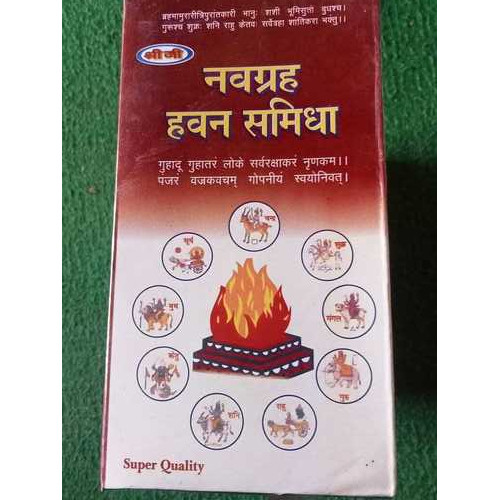 ब्रहमामुरारीत्रिपुरांतकारी भानुः शशी भूमिसुतो बुधश्च।
गुरुश्च शुक्रः शनि राहु केतवः सर्वेग्रहा शांतिकरा भवन्तु।।
श्री जी
नवग्रह
हवन समिधा
गुहादू गुहातरं लोके सर्वरक्षाकरं नृणकम।।
पंजरं वज्रकवचम् गोपनीयं स्वयोनिवत्।
चन्द्र
सूर्य
शुक्र
बुध
मंगल
केतु
गुरु
शनि
राहु
Super Quality